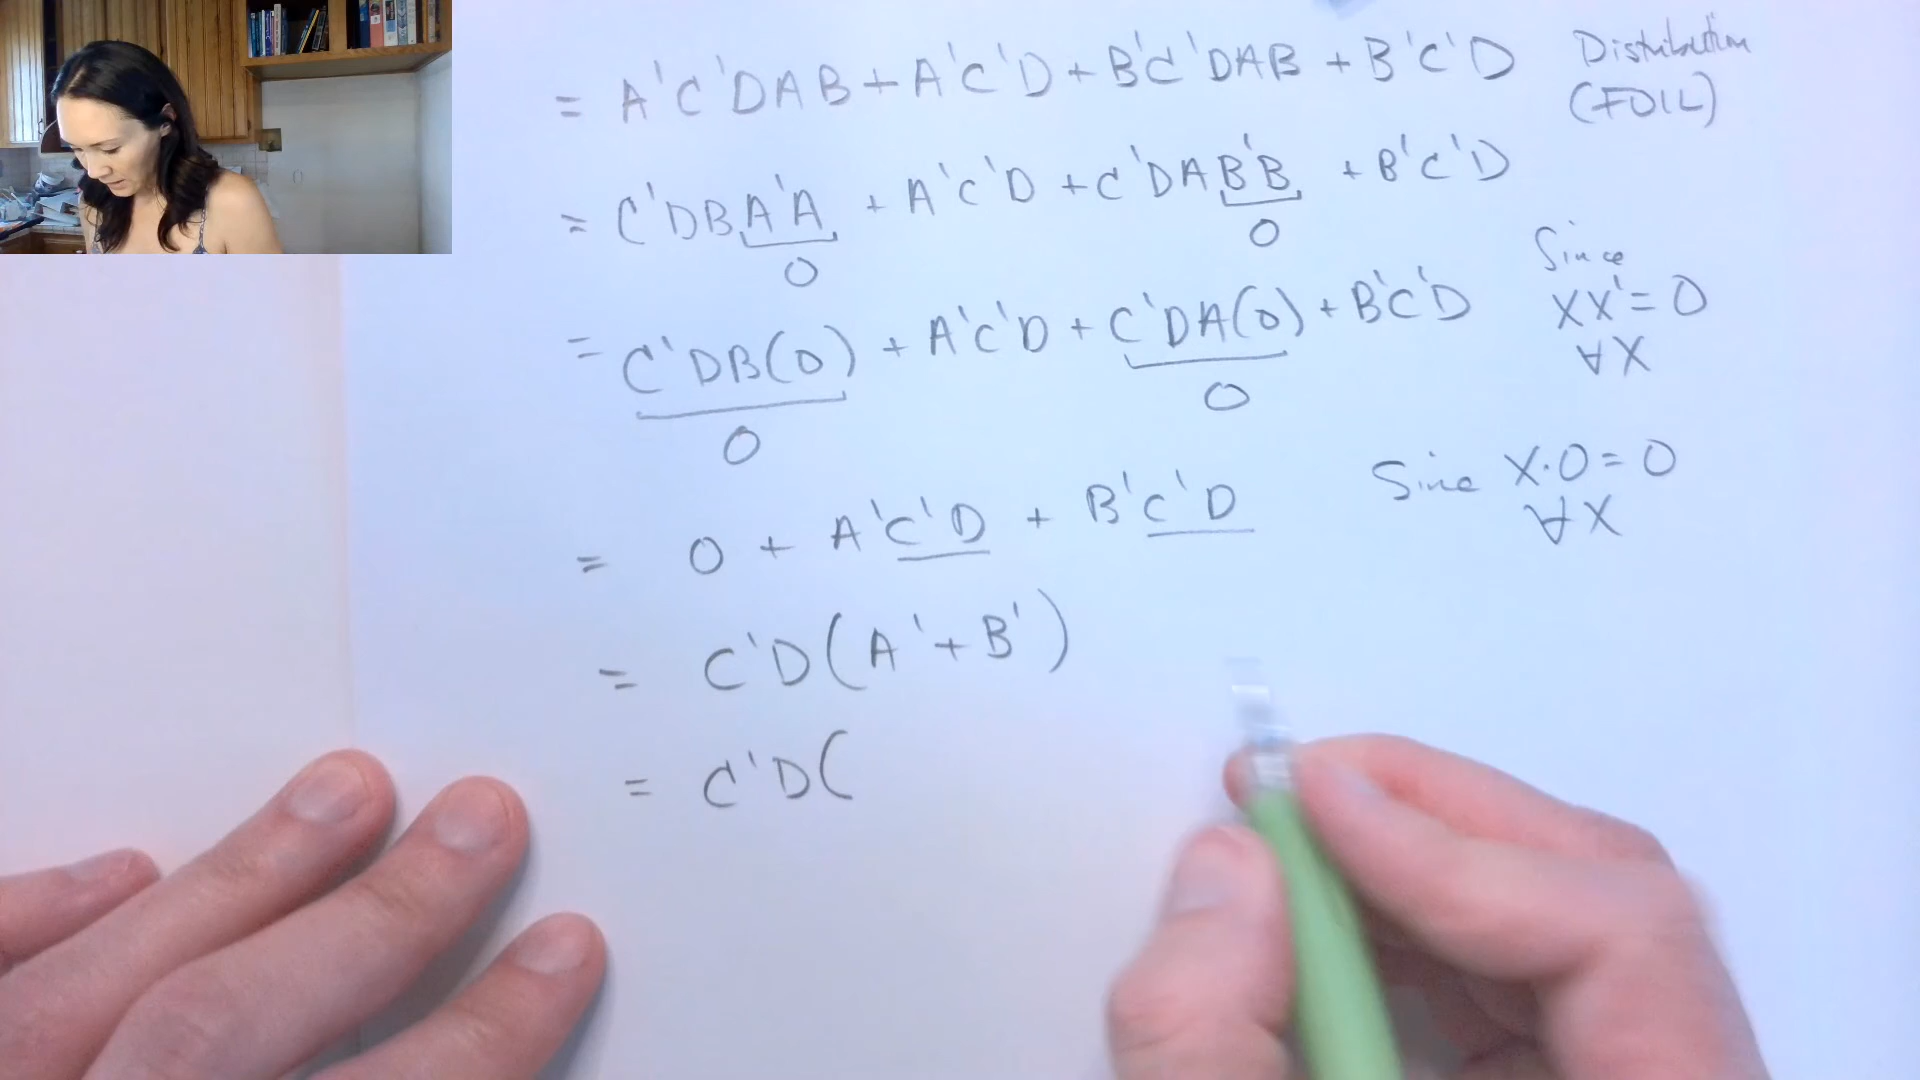 = A'C'DAB + A'C'D + B'C'DAB + B'C'D Distribution
(FOIL)
= C'DBA'A + A'C'D + C'DAB'B + B'C'D
0 0
Since
XX' = 0
∀X
= C'DB(0) + A'C'D + C'DA(0) + B'C'D
0 0
Since X·0 = 0
∀X
= 0 + A'C'D + B'C'D
= C'D(A' + B')
= C'D(